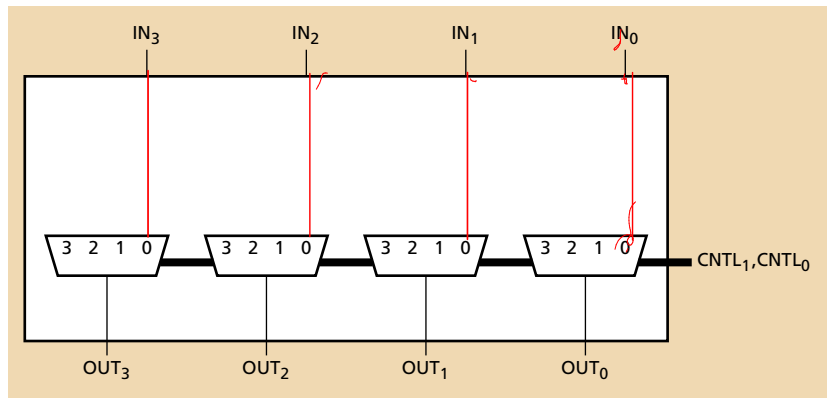 IN₃ IN₂ IN₁ IN₀
3 2 1 0 3 2 1 0 3 2 1 0 3 2 1 0
CNTL₁,CNTL₀
OUT₃ OUT₂ OUT₁ OUT₀